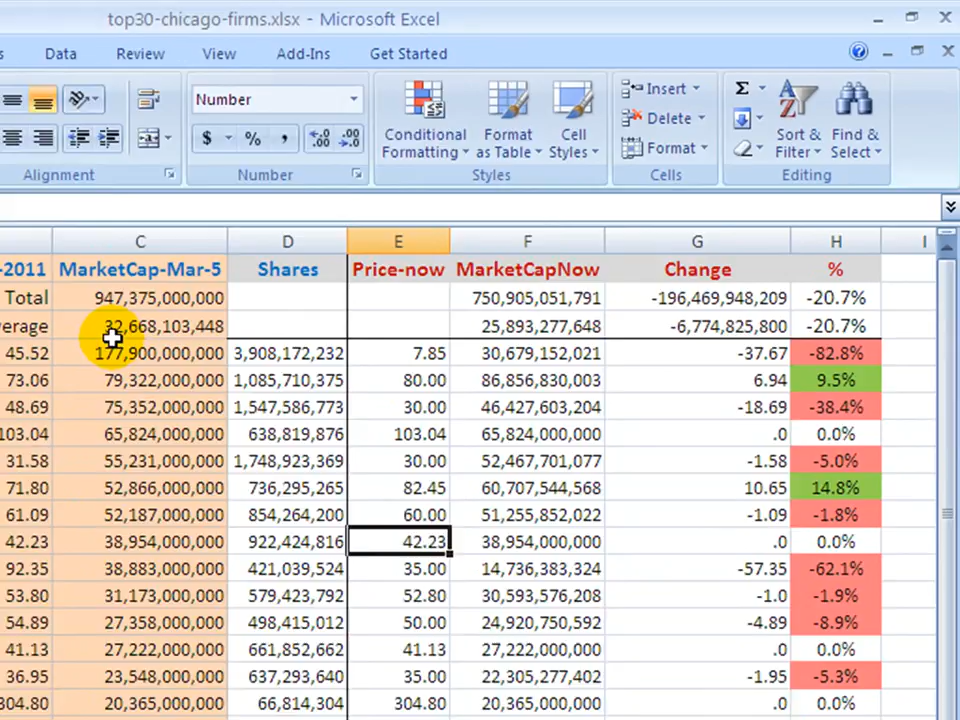 top30-chicago-firms.xlsx - Microsoft Excel
s Data Review View Add-Ins Get Started
Number
$ % , .0 .00 .00 .0
Conditional Formatting
Format as Table
Cell Styles
Insert
Delete
Format
Σ
Sort & Filter
Find & Select
Alignment Number Styles Cells Editing
C D E F G H I
-2011 MarketCap-Mar-5 Shares Price-now MarketCapNow Change %
Total 947,375,000,000 750,905,051,791 -196,469,948,209 -20.7%
verage 32,668,103,448 25,893,277,648 -6,774,825,800 -20.7%
45.52 177,900,000,000 3,908,172,232 7.85 30,679,152,021 -37.67 -82.8%
73.06 79,322,000,000 1,085,710,375 80.00 86,856,830,003 6.94 9.5%
48.69 75,352,000,000 1,547,586,773 30.00 46,427,603,204 -18.69 -38.4%
103.04 65,824,000,000 638,819,876 103.04 65,824,000,000 .0 0.0%
31.58 55,231,000,000 1,748,923,369 30.00 52,467,701,077 -1.58 -5.0%
71.80 52,866,000,000 736,295,265 82.45 60,707,544,568 10.65 14.8%
61.09 52,187,000,000 854,264,200 60.00 51,255,852,022 -1.09 -1.8%
42.23 38,954,000,000 922,424,816 42.23 38,954,000,000 .0 0.0%
92.35 38,883,000,000 421,039,524 35.00 14,736,383,324 -57.35 -62.1%
53.80 31,173,000,000 579,423,792 52.80 30,593,576,208 -1.0 -1.9%
54.89 27,358,000,000 498,415,012 50.00 24,920,750,592 -4.89 -8.9%
41.13 27,222,000,000 661,852,662 41.13 27,222,000,000 .0 0.0%
36.95 23,548,000,000 637,293,640 35.00 22,305,277,402 -1.95 -5.3%
304.80 20,365,000,000 66,814,304 304.80 20,365,000,000 .0 0.0%